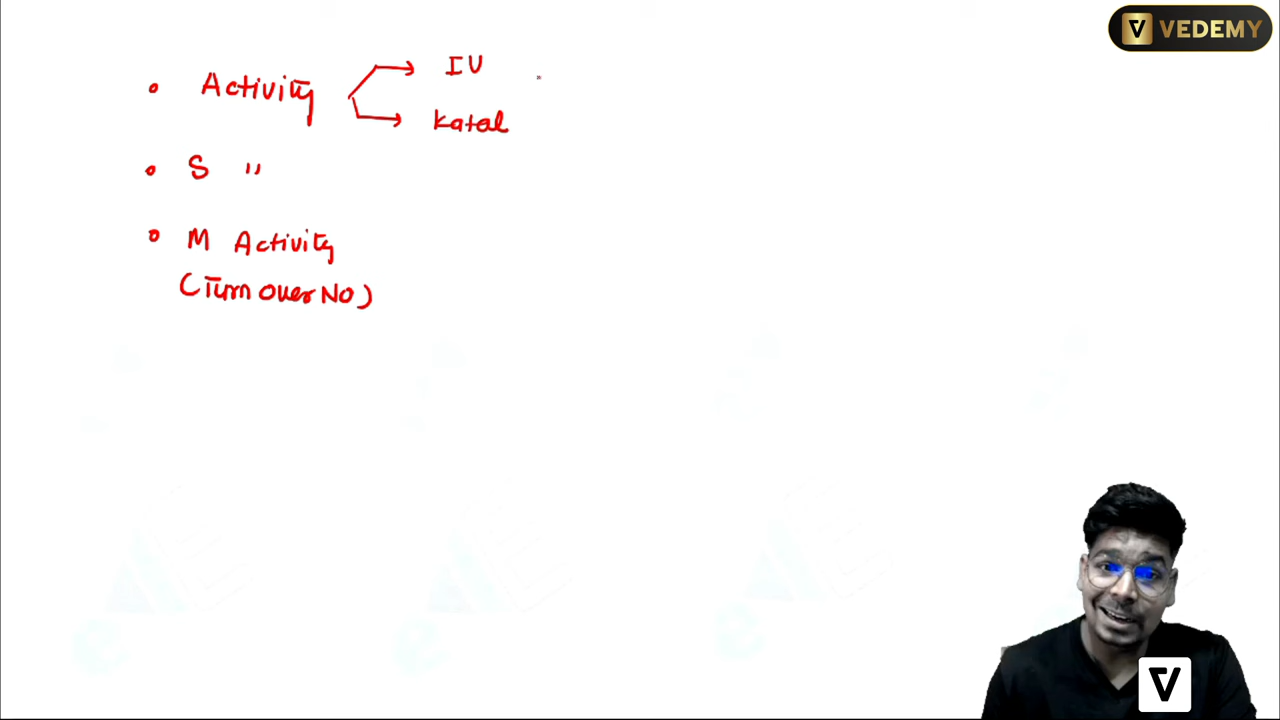 VEDEMY
• Activity → IU
→ Katal
• S "
• M Activity
(Turn over No)